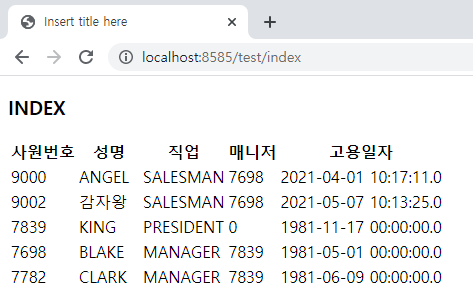 Insert title here
localhost:8585/test/index
INDEX
사원번호 성명 직업 매니저 고용일자
9000 ANGEL SALESMAN 7698 2021-04-01 10:17:11.0
9002 감자왕 SALESMAN 7698 2021-05-07 10:13:25.0
7839 KING PRESIDENT 0 1981-11-17 00:00:00.0
7698 BLAKE MANAGER 7839 1981-05-01 00:00:00.0
7782 CLARK MANAGER 7839 1981-06-09 00:00:00.0